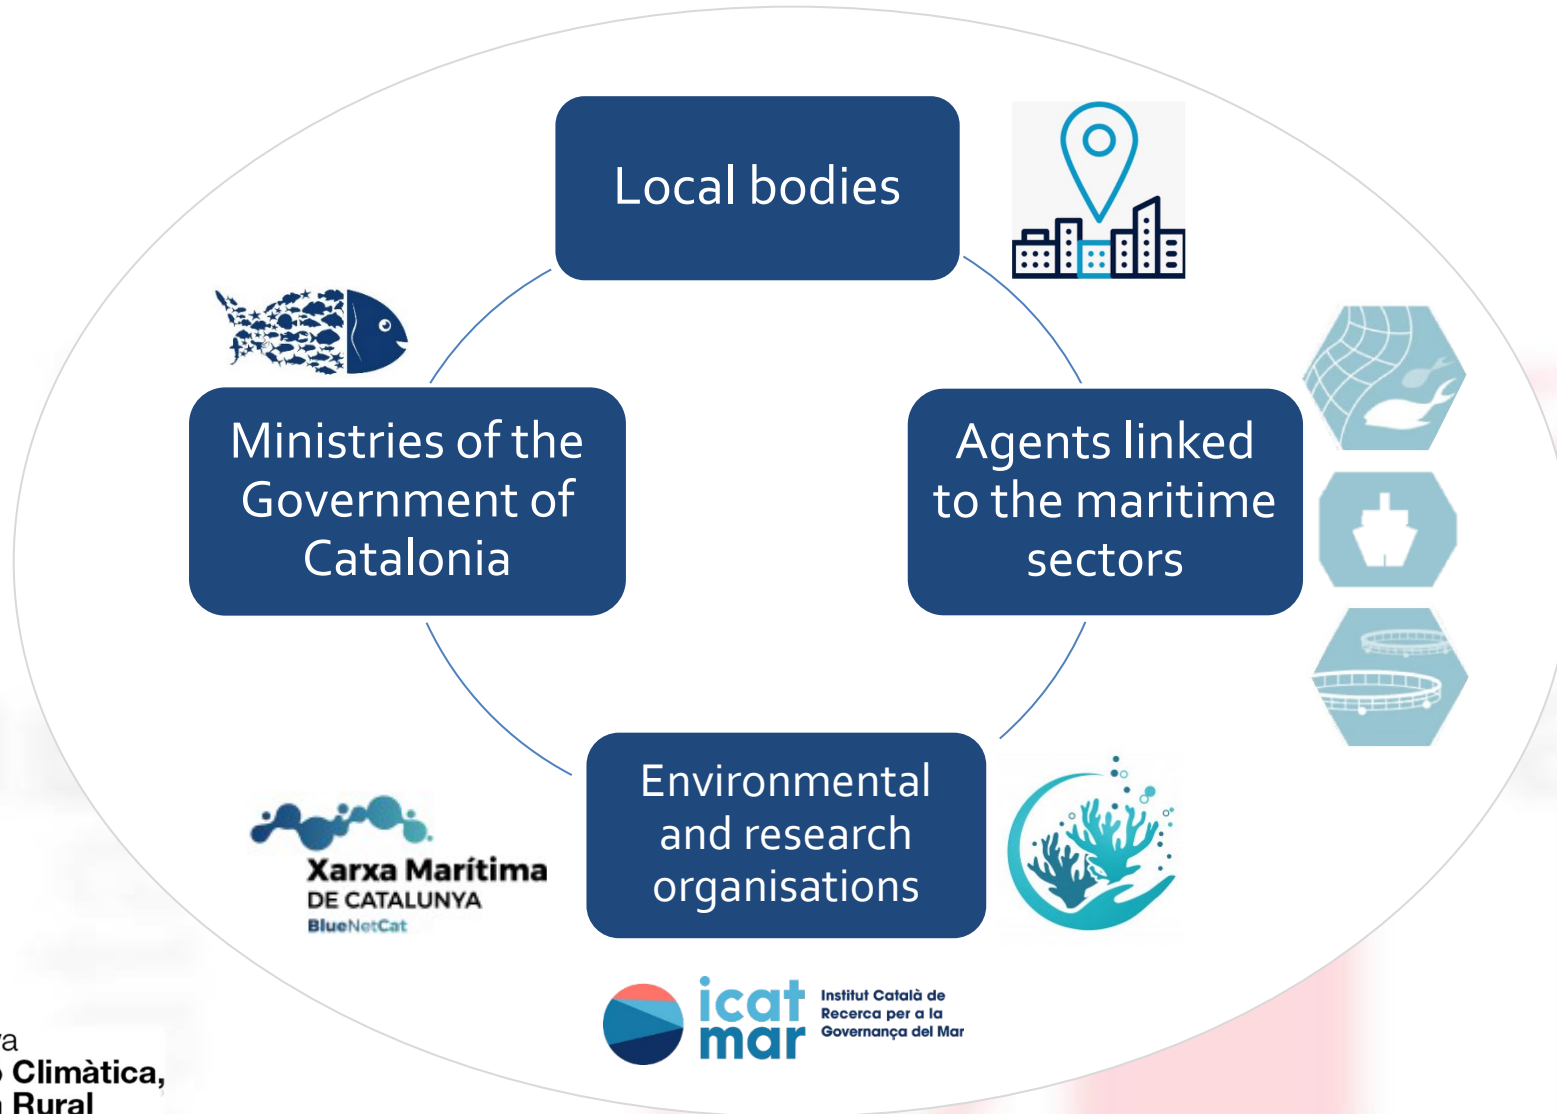 Local bodies
Ministries of the
Government of
Catalonia
Agents linked
to the maritime
sectors
Environmental
and research
organisations
Xarxa Marítima
DE CATALUNYA
BlueNetCat
icat
mar
Institut Català de
Recerca per a la
Governança del Mar
Climàtica,
Rural